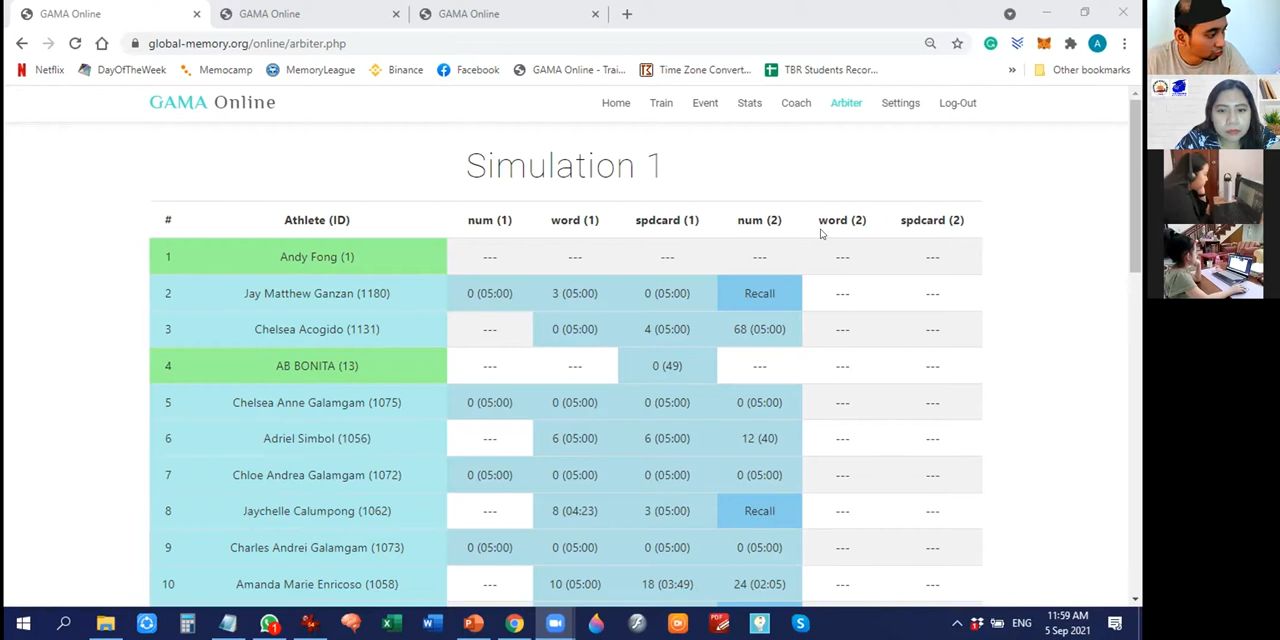 GAMA Online
GAMA Online
GAMA Online
global-memory.org/online/arbiter.php
A
Netflix
DayOfTheWeek
Memocamp
MemoryLeague
Binance
Facebook
GAMA Online - Trai...
Time Zone Convert...
TBR Students Recor...
»
Other bookmarks
GAMA Online
Home Train Event Stats Coach Arbiter Settings Log-Out
Simulation 1
# Athlete (ID) num (1) word (1) spdcard (1) num (2) word (2) spdcard (2)
1 Andy Fong (1) --- --- --- --- --- ---
2 Jay Matthew Ganzan (1180) 0 (05:00) 3 (05:00) 0 (05:00) Recall --- ---
3 Chelsea Acogido (1131) --- 0 (05:00) 4 (05:00) 68 (05:00) --- ---
4 AB BONITA (13) --- --- 0 (49) --- --- ---
5 Chelsea Anne Galamgam (1075) 0 (05:00) 0 (05:00) 0 (05:00) 0 (05:00) --- ---
6 Adriel Simbol (1056) --- 6 (05:00) 6 (05:00) 12 (40) --- ---
7 Chloe Andrea Galamgam (1072) 0 (05:00) 0 (05:00) 0 (05:00) 0 (05:00) --- ---
8 Jaychelle Calumpong (1062) --- 8 (04:23) 3 (05:00) Recall --- ---
9 Charles Andrei Galamgam (1073) 0 (05:00) 0 (05:00) 0 (05:00) 0 (05:00) --- ---
10 Amanda Marie Enricoso (1058) --- 10 (05:00) 18 (03:49) 24 (02:05) --- ---
ENG
11:59 AM
5 Sep 2021